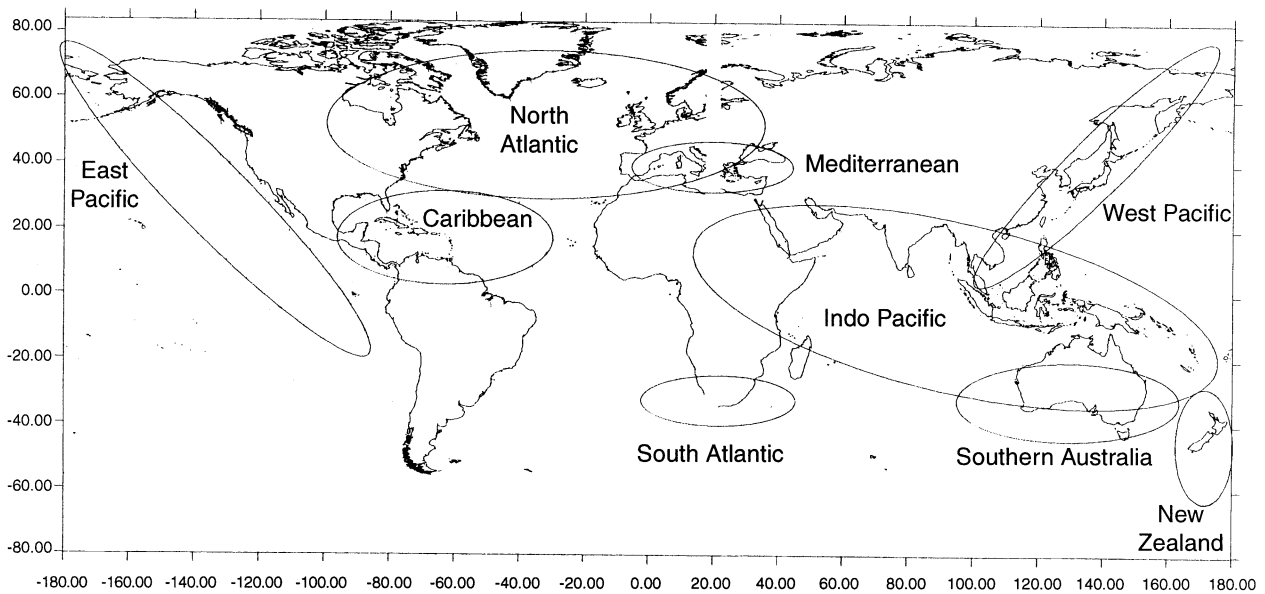 80.00
60.00
40.00
20.00
0.00
-20.00
-40.00
-60.00
-80.00
North
Atlantic
East
Pacific
Mediterranean
Caribbean
West Pacific
Indo Pacific
South Atlantic
Southern Australia
New
Zealand
-180.00 -160.00 -140.00 -120.00 -100.00 -80.00 -60.00 -40.00 -20.00 0.00 20.00 40.00 60.00 80.00 100.00 120.00 140.00 160.00 180.00